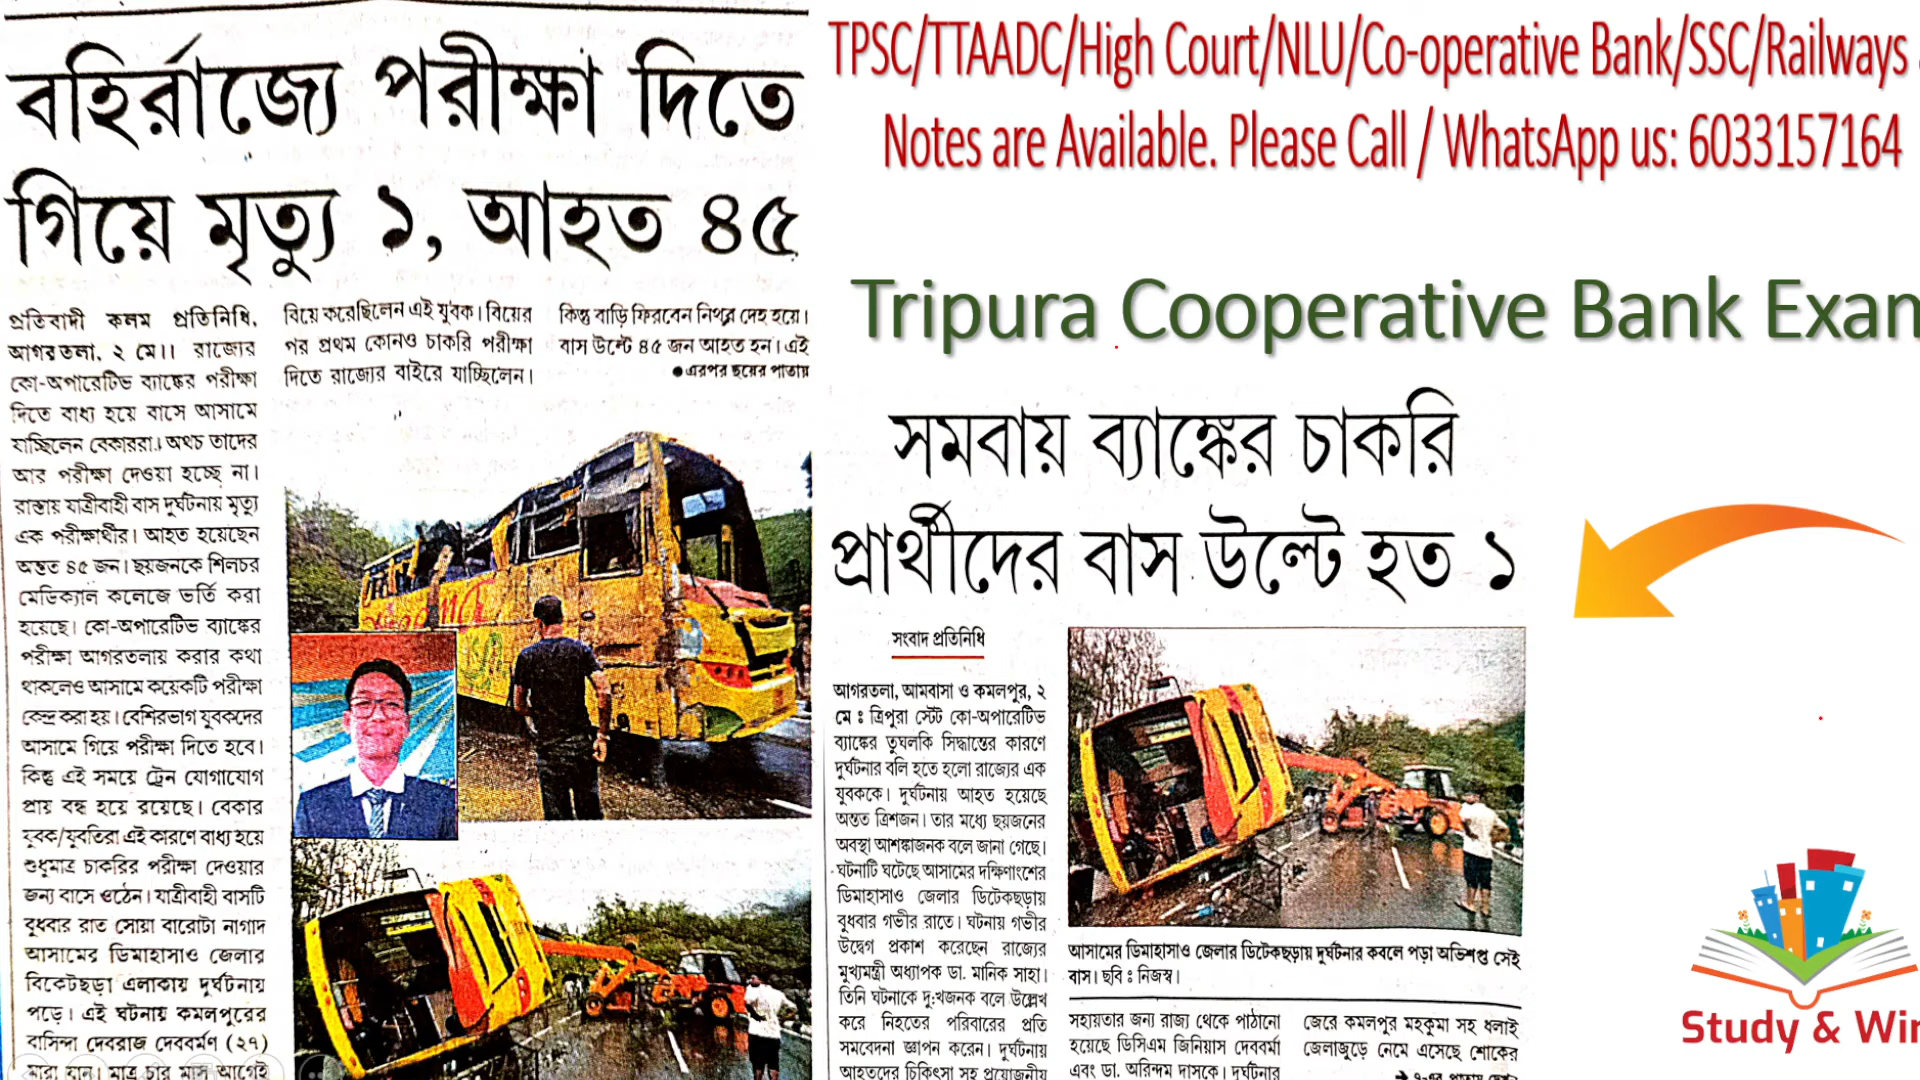 বহির্রাজ্যে পরীক্ষা দিতে
গিয়ে মৃত্যু ১, আহত ৪৫
প্রতিবাদী কলম প্রতিনিধি,
আগরতলা, ২ মে।। রাজ্যের
কো-অপারেটিভ ব্যাঙ্কের পরীক্ষা
দিতে বাধ্য হয়ে বাসে আসামে
যাচ্ছিলেন বেকাররা। অথচ তাদের
আর পরীক্ষা দেওয়া হচ্ছে না।
রাস্তায় যাত্রীবাহী বাস দুর্ঘটনায় মৃত্যু
এক পরীক্ষার্থীর। আহত হয়েছেন
অন্তত ৪৫ জন। ছয়জনকে শিলচর
মেডিক্যাল কলেজে ভর্তি করা
হয়েছে। কো-অপারেটিভ ব্যাঙ্কের
পরীক্ষা আগরতলায় করার কথা
থাকলেও আসামে কয়েকটি পরীক্ষা
কেন্দ্র করা হয়। বেশিরভাগ যুবকদের
আসামে গিয়ে পরীক্ষা দিতে হবে।
কিন্তু এই সময়ে ট্রেন যোগাযোগ
প্রায় বন্ধ হয়ে রয়েছে। বেকার
যুবক/যুবতিরা এই কারণে বাধ্য হয়ে
শুধুমাত্র চাকরির পরীক্ষা দেওয়ার
জন্য বাসে ওঠেন। যাত্রীবাহী বাসটি
বুধবার রাত সোয়া বারোটা নাগাদ
আসামের ডিমাহাসাও জেলার
বিকেটছড়া এলাকায় দুর্ঘটনায়
পড়ে। এই ঘটনায় কমলপুরের
বাসিন্দা দেবরাজ দেববর্মণ (২৭)
মারা যান। মাত্র চার মাস আগেই
বিয়ে করেছিলেন এই যুবক। বিয়ের
পর প্রথম কোনও চাকরি পরীক্ষা
দিতে রাজ্যের বাইরে যাচ্ছিলেন।
কিন্তু বাড়ি ফিরবেন নিথর দেহ হয়ে।
বাস উল্টে ৪৫ জন আহত হন। এই
● এরপর ছয়ের পাতায়
TPSC/TTAADC/High Court/NLU/Co-operative Bank/SSC/Railways
Notes are Available. Please Call / WhatsApp us: 6033157164
Tripura Cooperative Bank Exam
সমবায় ব্যাঙ্কের চাকরি
প্রার্থীদের বাস উল্টে হত ১
সংবাদ প্রতিনিধি
আগরতলা, আমবাসা ও কমলপুর, ২
মে ঃ ত্রিপুরা স্টেট কো-অপারেটিভ
ব্যাঙ্কের তুঘলকি সিদ্ধান্তের কারণে
দুর্ঘটনার বলি হতে হলো রাজ্যের এক
যুবককে। দুর্ঘটনায় আহত হয়েছে
অন্তত ত্রিশজন। তার মধ্যে ছয়জনের
অবস্থা আশঙ্কাজনক বলে জানা গেছে।
ঘটনাটি ঘটেছে আসামের দক্ষিণাংশের
ডিমাহাসাও জেলার ডিটেকছড়ায়
বুধবার গভীর রাতে। ঘটনায় গভীর
উদ্বেগ প্রকাশ করেছেন রাজ্যের
মুখ্যমন্ত্রী অধ্যাপক ডা. মানিক সাহা।
তিনি ঘটনাকে দু:খজনক বলে উল্লেখ
করে নিহতের পরিবারের প্রতি
সমবেদনা জ্ঞাপন করেন। দুর্ঘটনায়
আহতদের চিকিৎসা সহ প্রয়োজনীয়
আসামের ডিমাহাসাও জেলার ডিটেকছড়ায় দুর্ঘটনার কবলে পড়া অভিশপ্ত সেই
বাস। ছবি ঃ নিজস্ব।
সহায়তার জন্য রাজ্য থেকে পাঠানো
হয়েছে ডিসিএম জিনিয়াস দেববর্মা
এবং ডা. অরিন্দম দাসকে। দুর্ঘটনার
জেরে কমলপুর মহকুমা সহ ধলাই
জেলাজুড়ে নেমে এসেছে শোকের
Study & Win